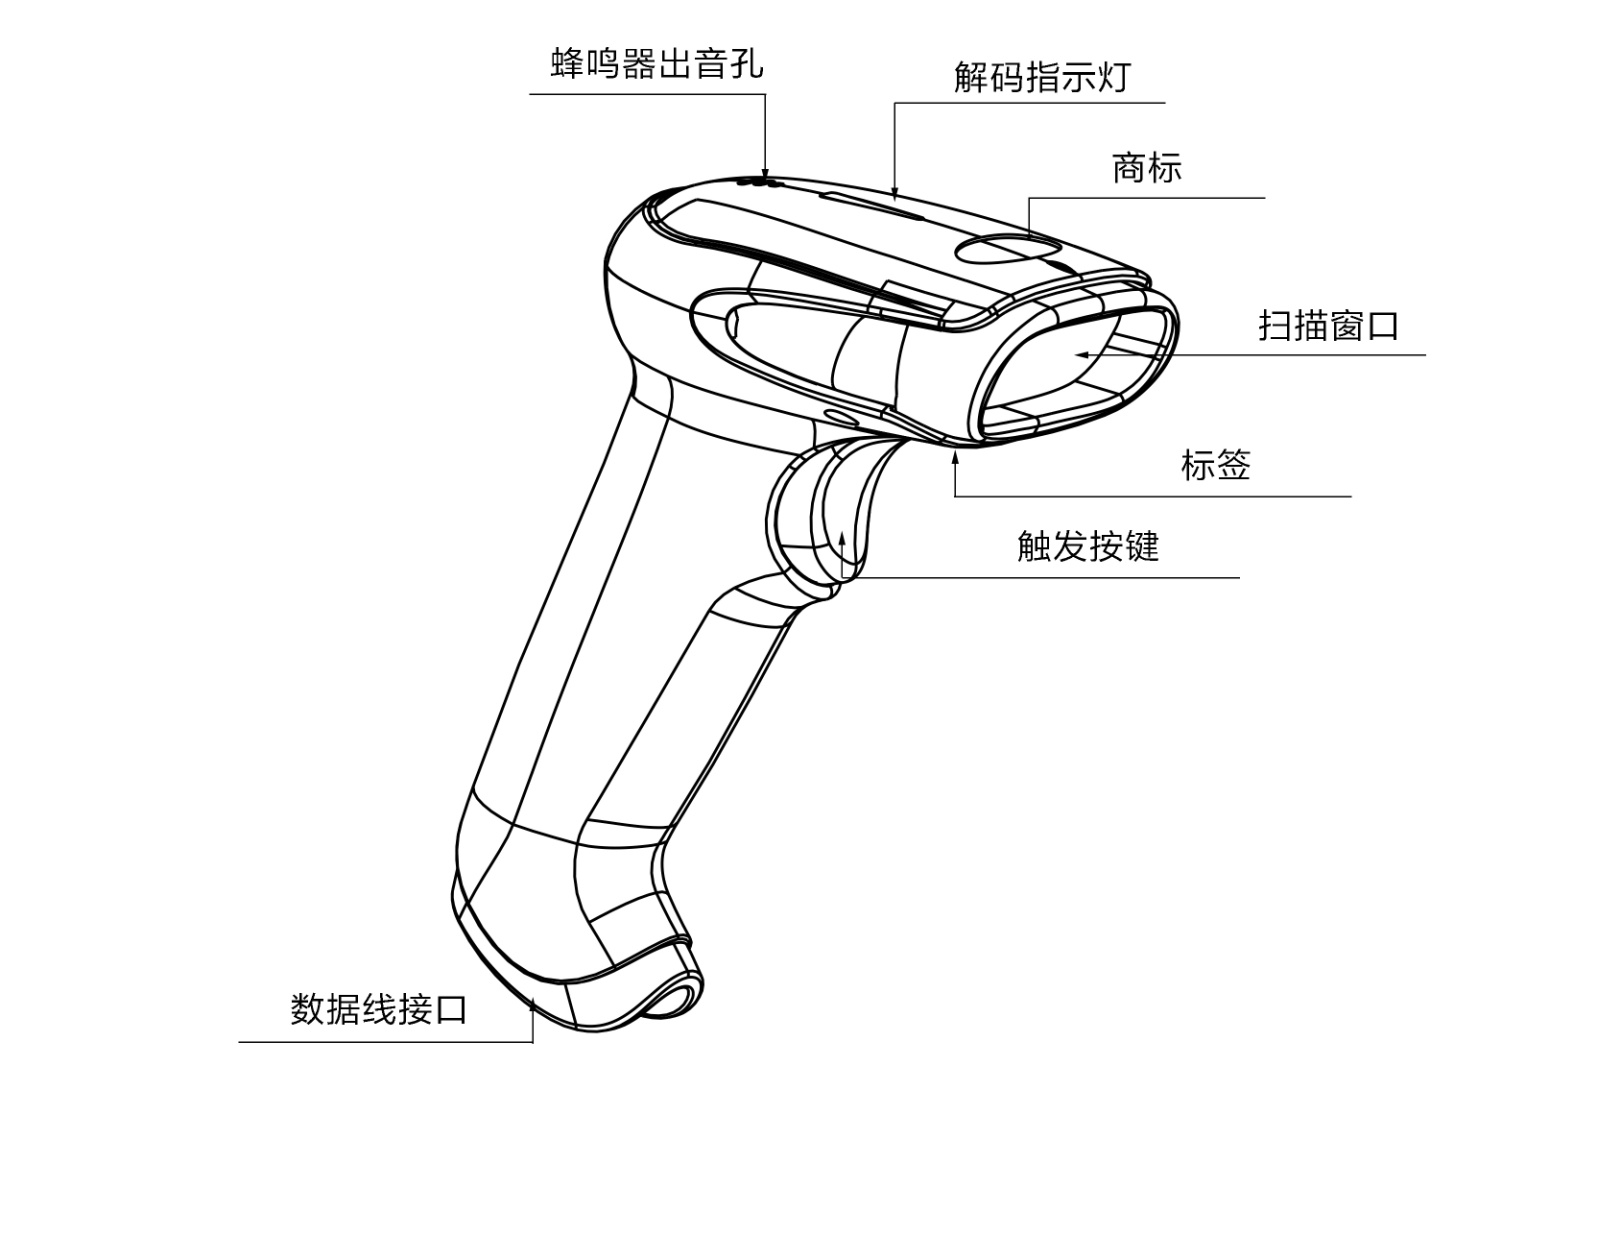 蜂鸣器出音孔
解码指示灯
商标
扫描窗口
标签
触发按键
数据线接口